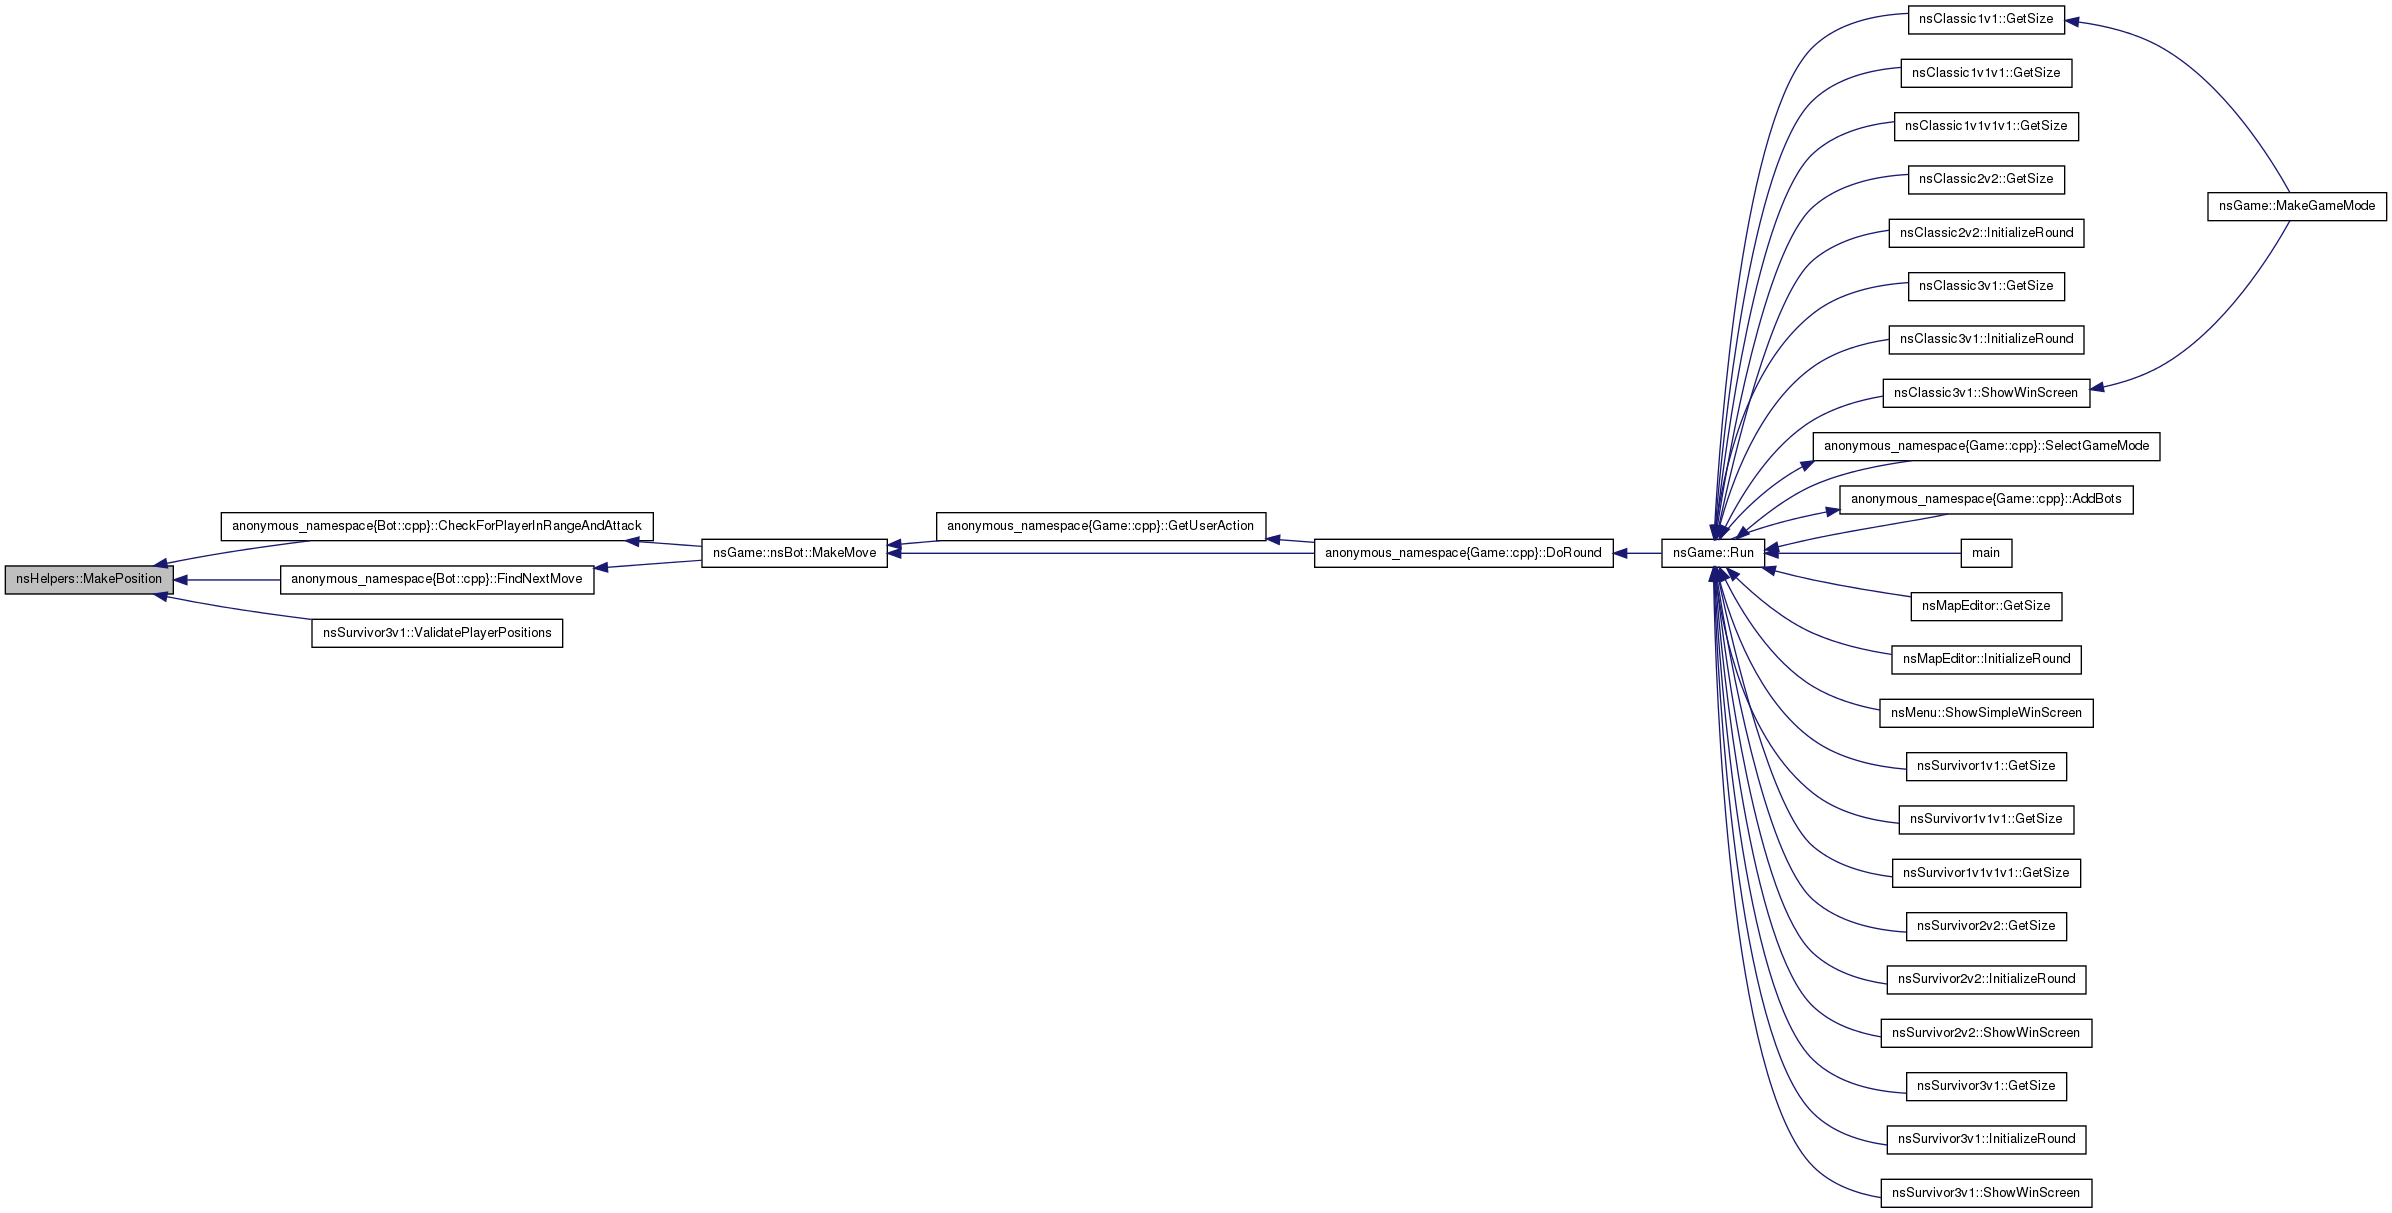 nsHelpers::MakePosition
anonymous_namespace{Bot::cpp}::CheckForPlayerInRangeAndAttack
anonymous_namespace{Bot::cpp}::FindNextMove
nsSurvivor3v1::ValidatePlayerPositions
nsGame::nsBot::MakeMove
anonymous_namespace{Game::cpp}::GetUserAction
anonymous_namespace{Game::cpp}::DoRound
nsGame::Run
nsClassic1v1::GetSize
nsClassic1v1v1::GetSize
nsClassic1v1v1v1::GetSize
nsClassic2v2::GetSize
nsClassic2v2::InitializeRound
nsClassic3v1::GetSize
nsClassic3v1::InitializeRound
nsClassic3v1::ShowWinScreen
anonymous_namespace{Game::cpp}::SelectGameMode
anonymous_namespace{Game::cpp}::AddBots
main
nsMapEditor::GetSize
nsMapEditor::InitializeRound
nsMenu::ShowSimpleWinScreen
nsSurvivor1v1::GetSize
nsSurvivor1v1v1::GetSize
nsSurvivor1v1v1v1::GetSize
nsSurvivor2v2::GetSize
nsSurvivor2v2::InitializeRound
nsSurvivor2v2::ShowWinScreen
nsSurvivor3v1::GetSize
nsSurvivor3v1::InitializeRound
nsSurvivor3v1::ShowWinScreen
nsGame::MakeGameMode